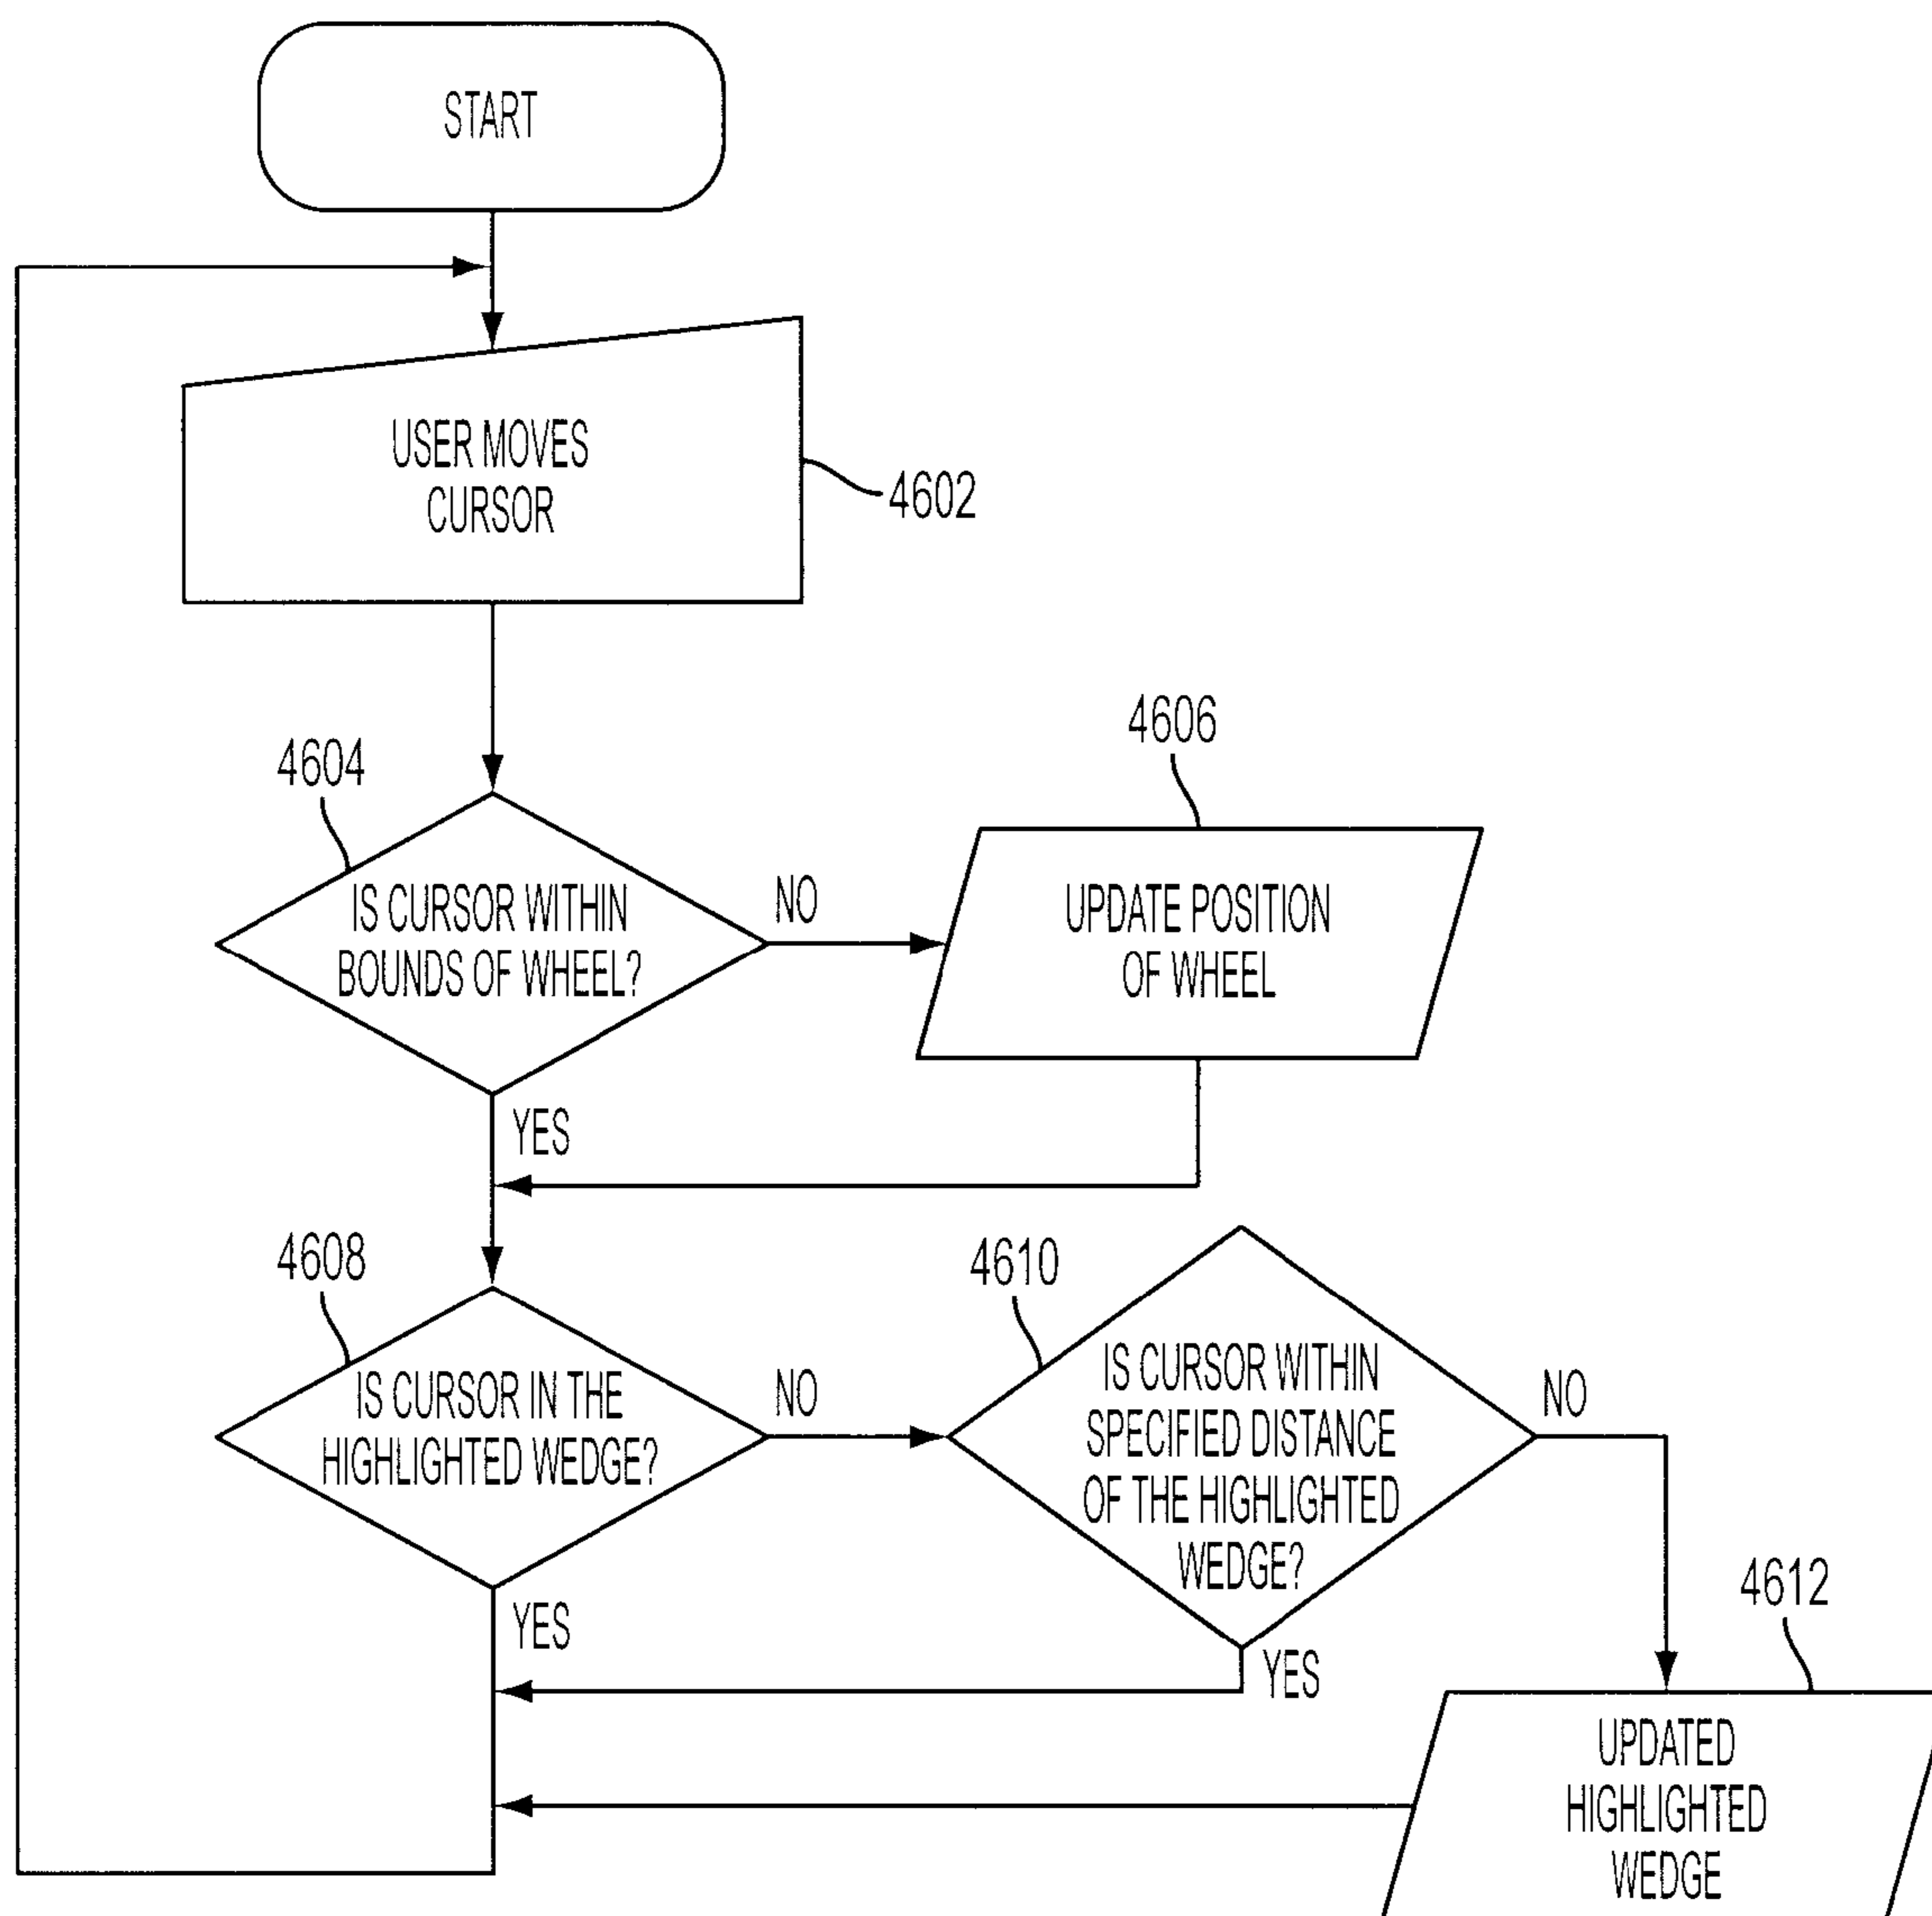 START
USER MOVES
CURSOR
4602
4604
IS CURSOR WITHIN
BOUNDS OF WHEEL?
NO
YES
4606
UPDATE POSITION
OF WHEEL
4608
IS CURSOR IN THE
HIGHLIGHTED WEDGE?
NO
YES
4610
IS CURSOR WITHIN
SPECIFIED DISTANCE
OF THE HIGHLIGHTED
WEDGE?
NO
YES
4612
UPDATED
HIGHLIGHTED
WEDGE